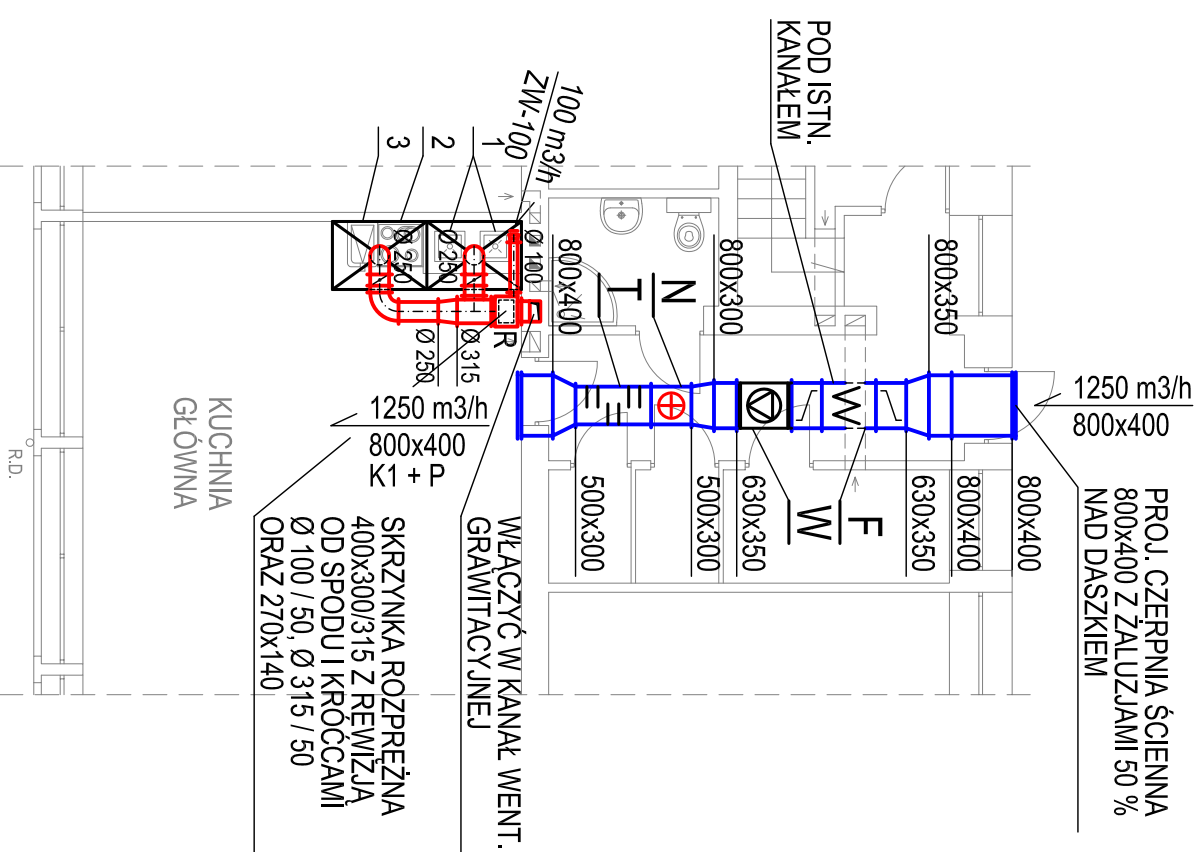 POD ISTN.
KANAŁEM
100 m3/h
ZW-100
1
2
3
Ø 100
Ø 250
Ø 250
Ø 315
Ø 250
R
800x400
800x300
800x350
N
T
W
F
W
1250 m3/h
800x400
1250 m3/h
800x400
K1 + P
500x300
500x300
630x350
630x350
800x400
800x400
PROJ. CZERPNIA ŚCIENNA
800x400 Z ŻALUZJAMI 50 %
NAD DASZKIEM
WŁĄCZYĆ W KANAŁ WENT.
GRAWITACYJNEJ
SKRZYNKA ROZPRĘŻNA
400x300/315 Z REWIZJĄ
OD SPODU I KRÓĆCAMI
Ø 100 / 50, Ø 315 / 50
ORAZ 270x140
KUCHNIA
GŁÓWNA
R.D.